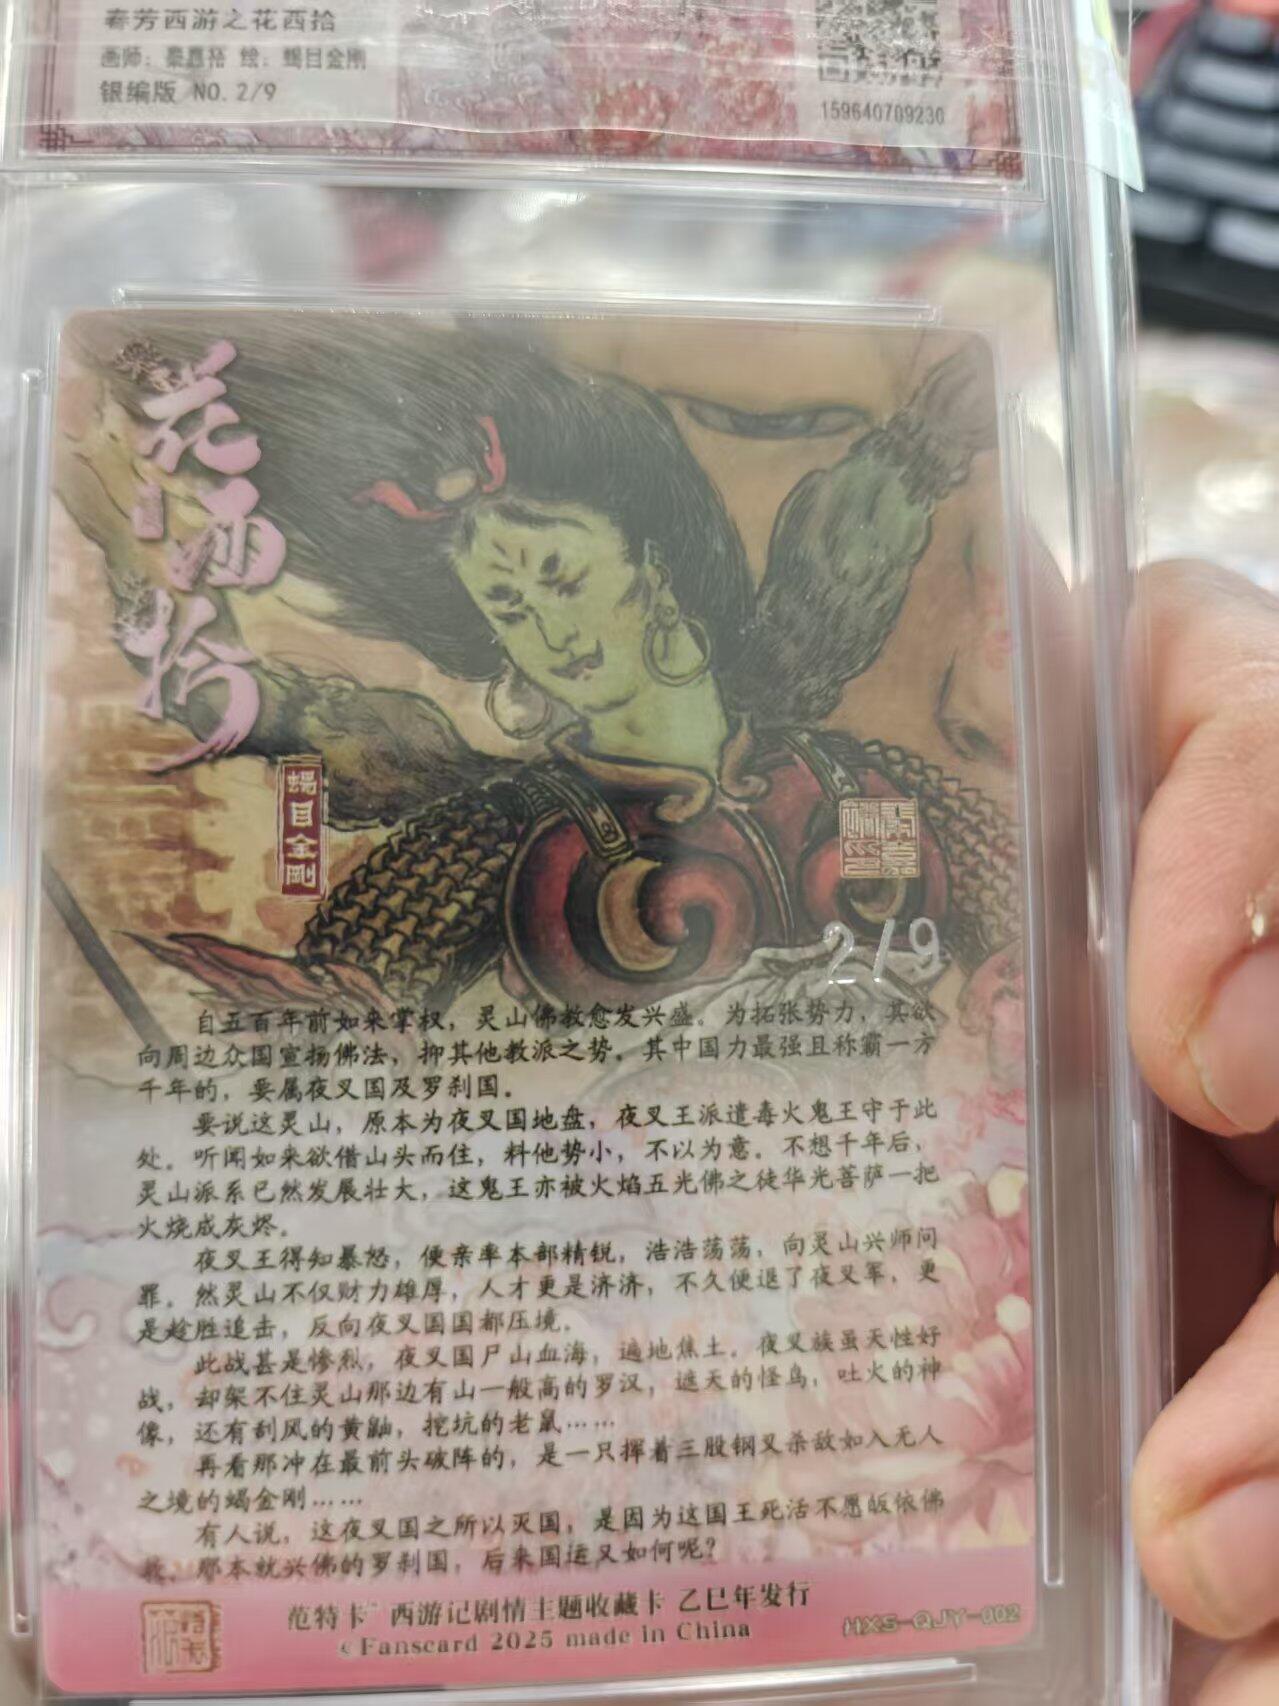 春芳西游之花西拾
画师：秦嘉裕 绘：蝎目金刚
银编版 NO.2/9
159640709230
花西拾
蝎目金刚
2/9
自五百年前如来掌权，灵山佛教愈发兴盛。为拓张势力，其欲
向周边众国宣扬佛法，抑其他教派之势。其中国力最强且称霸一方
千年的，要属夜叉国及罗刹国。
要说这灵山，原本为夜叉国地盘，夜叉王派遣毒火鬼王守于此
处。听闻如来欲借山头而住，料他势小，不以为意。不想千年后，
灵山派系已然发展壮大，这鬼王亦被火焰五光佛之徒华光菩萨一把
火烧成灰烬。
夜叉王得知暴怒，便亲率本部精锐，浩浩荡荡，向灵山兴师问
罪。然灵山不仅财力雄厚，人才更是济济，不久便退了夜叉军，更
是趁胜追击，反向夜叉国国都压境。
此战甚是惨烈，夜叉国尸山血海，遍地焦土。夜叉族虽天性好
战，却架不住灵山那边有山一般高的罗汉，遮天的怪鸟，吐火的神
像，还有刮风的黄鼬，挖坑的老鼠……
再看那冲在最前头破阵的，是一只挥着三股钢叉杀敌如入无人
之境的蝎金刚……
有人说，这夜叉国之所以灭国，是因为这国王死活不愿皈依佛
教，那本就兴佛的罗刹国，后来国运又如何呢？
范特卡 西游记剧情主题收藏卡 乙巳年发行
©Fanscard 2025 made in China
HXS-QJY-002